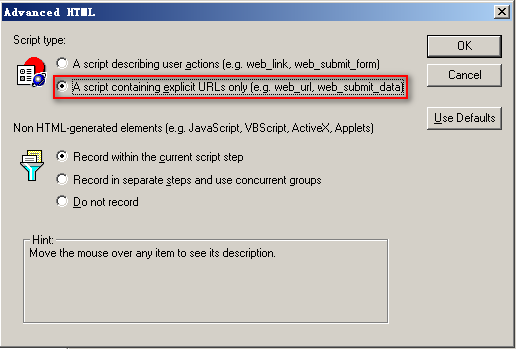 Advanced HTML
Script type:
A script describing user actions (e.g. web_link, web_submit_form)
A script containing explicit URLs only (e.g. web_url, web_submit_data)
OK
Cancel
Use Defaults
Non HTML-generated elements (e.g. JavaScript, VBScript, ActiveX, Applets)
Record within the current script step
Record in separate steps and use concurrent groups
Do not record
Hint:
Move the mouse over any item to see its description.